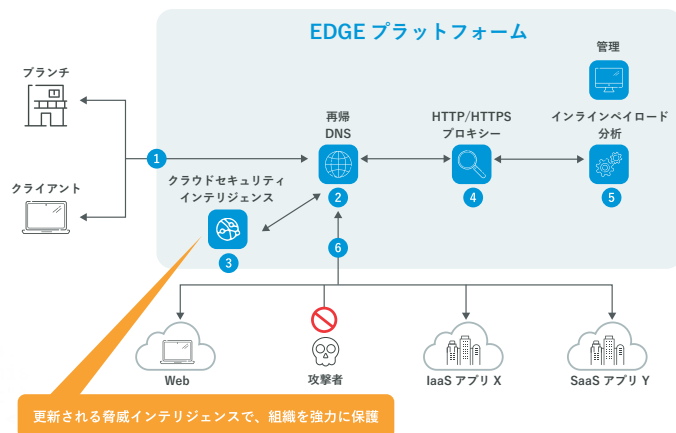 EDGE プラットフォーム
管理
ブランチ
再帰
DNS
HTTP/HTTPS
プロキシー
インラインペイロード
分析
1
クライアント
クラウドセキュリティ
インテリジェンス
2
4
5
3
6
Web
攻撃者
IaaS アプリ X
SaaS アプリ Y
更新される脅威インテリジェンスで、組織を強力に保護